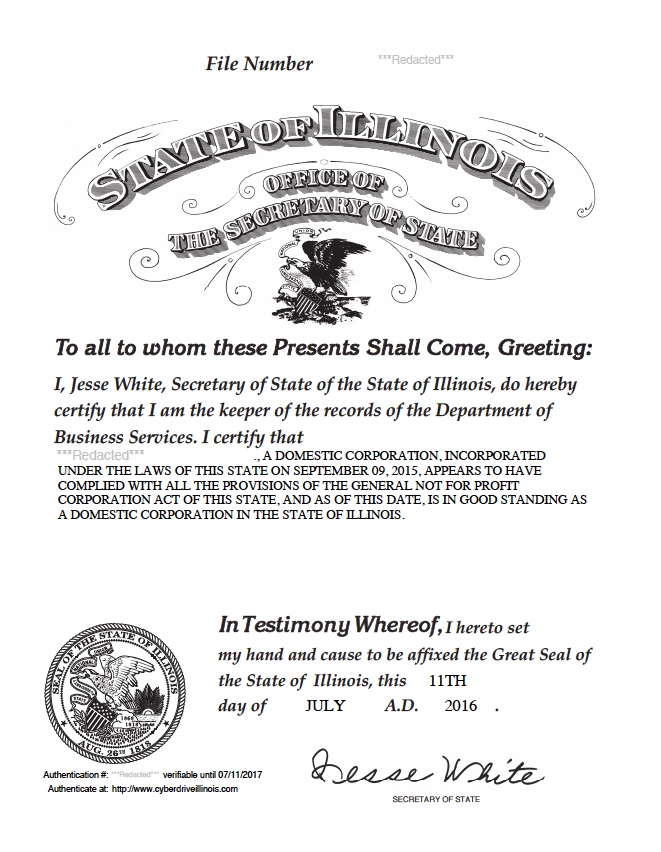 File Number ***Redacted***
STATE OF ILLINOIS
OFFICE OF
THE SECRETARY OF STATE
To all to whom these Presents Shall Come, Greeting:
I, Jesse White, Secretary of State of the State of Illinois, do hereby
certify that I am the keeper of the records of the Department of
Business Services. I certify that
***Redacted*** ., A DOMESTIC CORPORATION, INCORPORATED
UNDER THE LAWS OF THIS STATE ON SEPTEMBER 09, 2015, APPEARS TO HAVE
COMPLIED WITH ALL THE PROVISIONS OF THE GENERAL NOT FOR PROFIT
CORPORATION ACT OF THIS STATE, AND AS OF THIS DATE, IS IN GOOD STANDING AS
A DOMESTIC CORPORATION IN THE STATE OF ILLINOIS.
In Testimony Whereof, I hereto set
my hand and cause to be affixed the Great Seal of
the State of Illinois, this 11TH
day of JULY A.D. 2016 .
SEAL OF THE STATE OF ILLINOIS
1868
1818
AUG. 26TH 1818
Authentication #: ***Redacted*** verifiable until 07/11/2017
Authenticate at: http://www.cyberdriveillinois.com
Jesse White
SECRETARY OF STATE